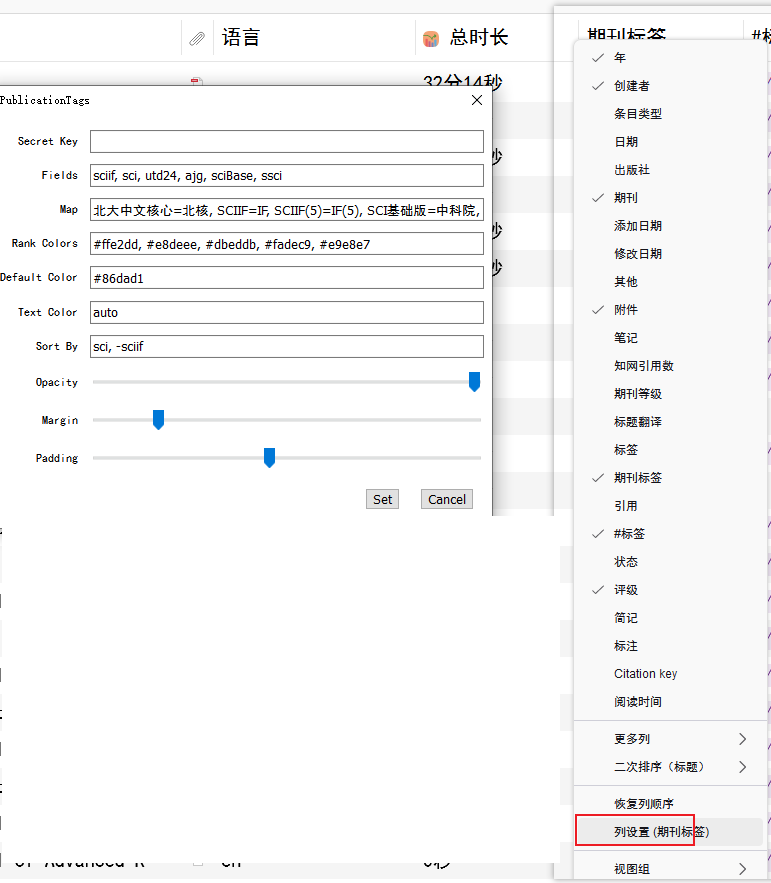 语言
总时长
期刊标签
32分14秒
PublicationTags
Secret Key
Fields
sciif, sci, utd24, ajg, sciBase, ssci
Map
北大中文核心=北核, SCIIF=IF, SCIIF(5)=IF(5), SCI基础版=中科院,
Rank Colors
#ffe2dd, #e8deee, #dbeddb, #fadec9, #e9e8e7
Default Color
#86dad1
Text Color
auto
Sort By
sci, -sciif
Opacity
Margin
Padding
Set
Cancel
秒
秒
秒
年
创建者
条目类型
日期
出版社
期刊
添加日期
修改日期
其他
附件
笔记
知网引用数
期刊等级
标题翻译
标签
期刊标签
引用
#标签
状态
评级
简记
标注
Citation key
阅读时间
更多列
二次排序（标题）
恢复列顺序
列设置 (期刊标签)
视图组